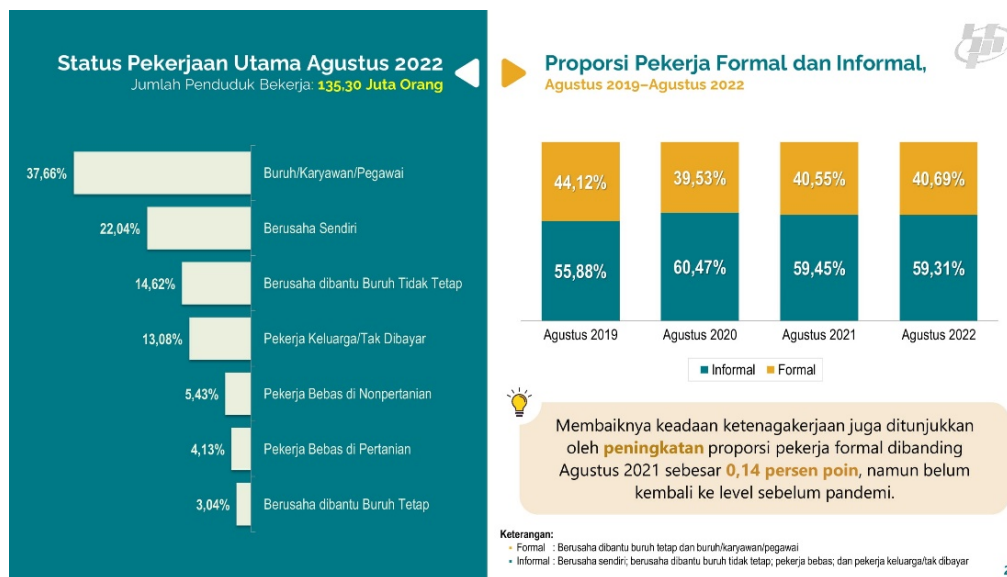 Status Pekerjaan Utama Agustus 2022
Jumlah Penduduk Bekerja: 135,30 Juta Orang
37,66% Buruh/Karyawan/Pegawai
22,04% Berusaha Sendiri
14,62% Berusaha dibantu Buruh Tidak Tetap
13,08% Pekerja Keluarga/Tak Dibayar
5,43% Pekerja Bebas di Nonpertanian
4,13% Pekerja Bebas di Pertanian
3,04% Berusaha dibantu Buruh Tetap
Proporsi Pekerja Formal dan Informal,
Agustus 2019–Agustus 2022
44,12% 39,53% 40,55% 40,69%
55,88% 60,47% 59,45% 59,31%
Agustus 2019 Agustus 2020 Agustus 2021 Agustus 2022
Informal Formal
Membaiknya keadaan ketenagakerjaan juga ditunjukkan
oleh peningkatan proporsi pekerja formal dibanding
Agustus 2021 sebesar 0,14 persen poin, namun belum
kembali ke level sebelum pandemi.
Keterangan:
• Formal : Berusaha dibantu buruh tetap dan buruh/karyawan/pegawai
• Informal : Berusaha sendiri; berusaha dibantu buruh tidak tetap; pekerja bebas; dan pekerja keluarga/tak dibayar